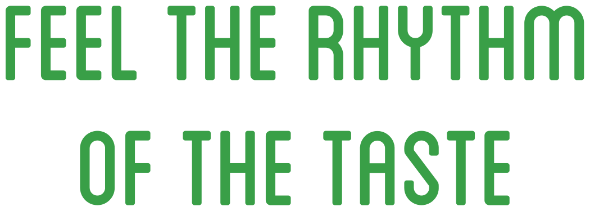 FEEL THE RHYTHM
OF THE TASTE